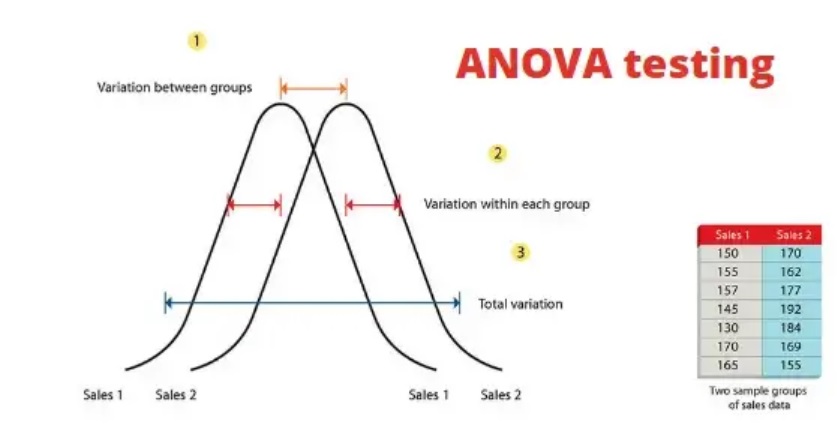 1
ANOVA testing
Variation between groups
2
Variation within each group
3
Total variation
Sales 1 Sales 2 Sales 1 Sales 2
Sales 1 Sales 2
150 170
155 162
157 177
145 192
130 184
170 169
165 155
Two sample groups
of sales data